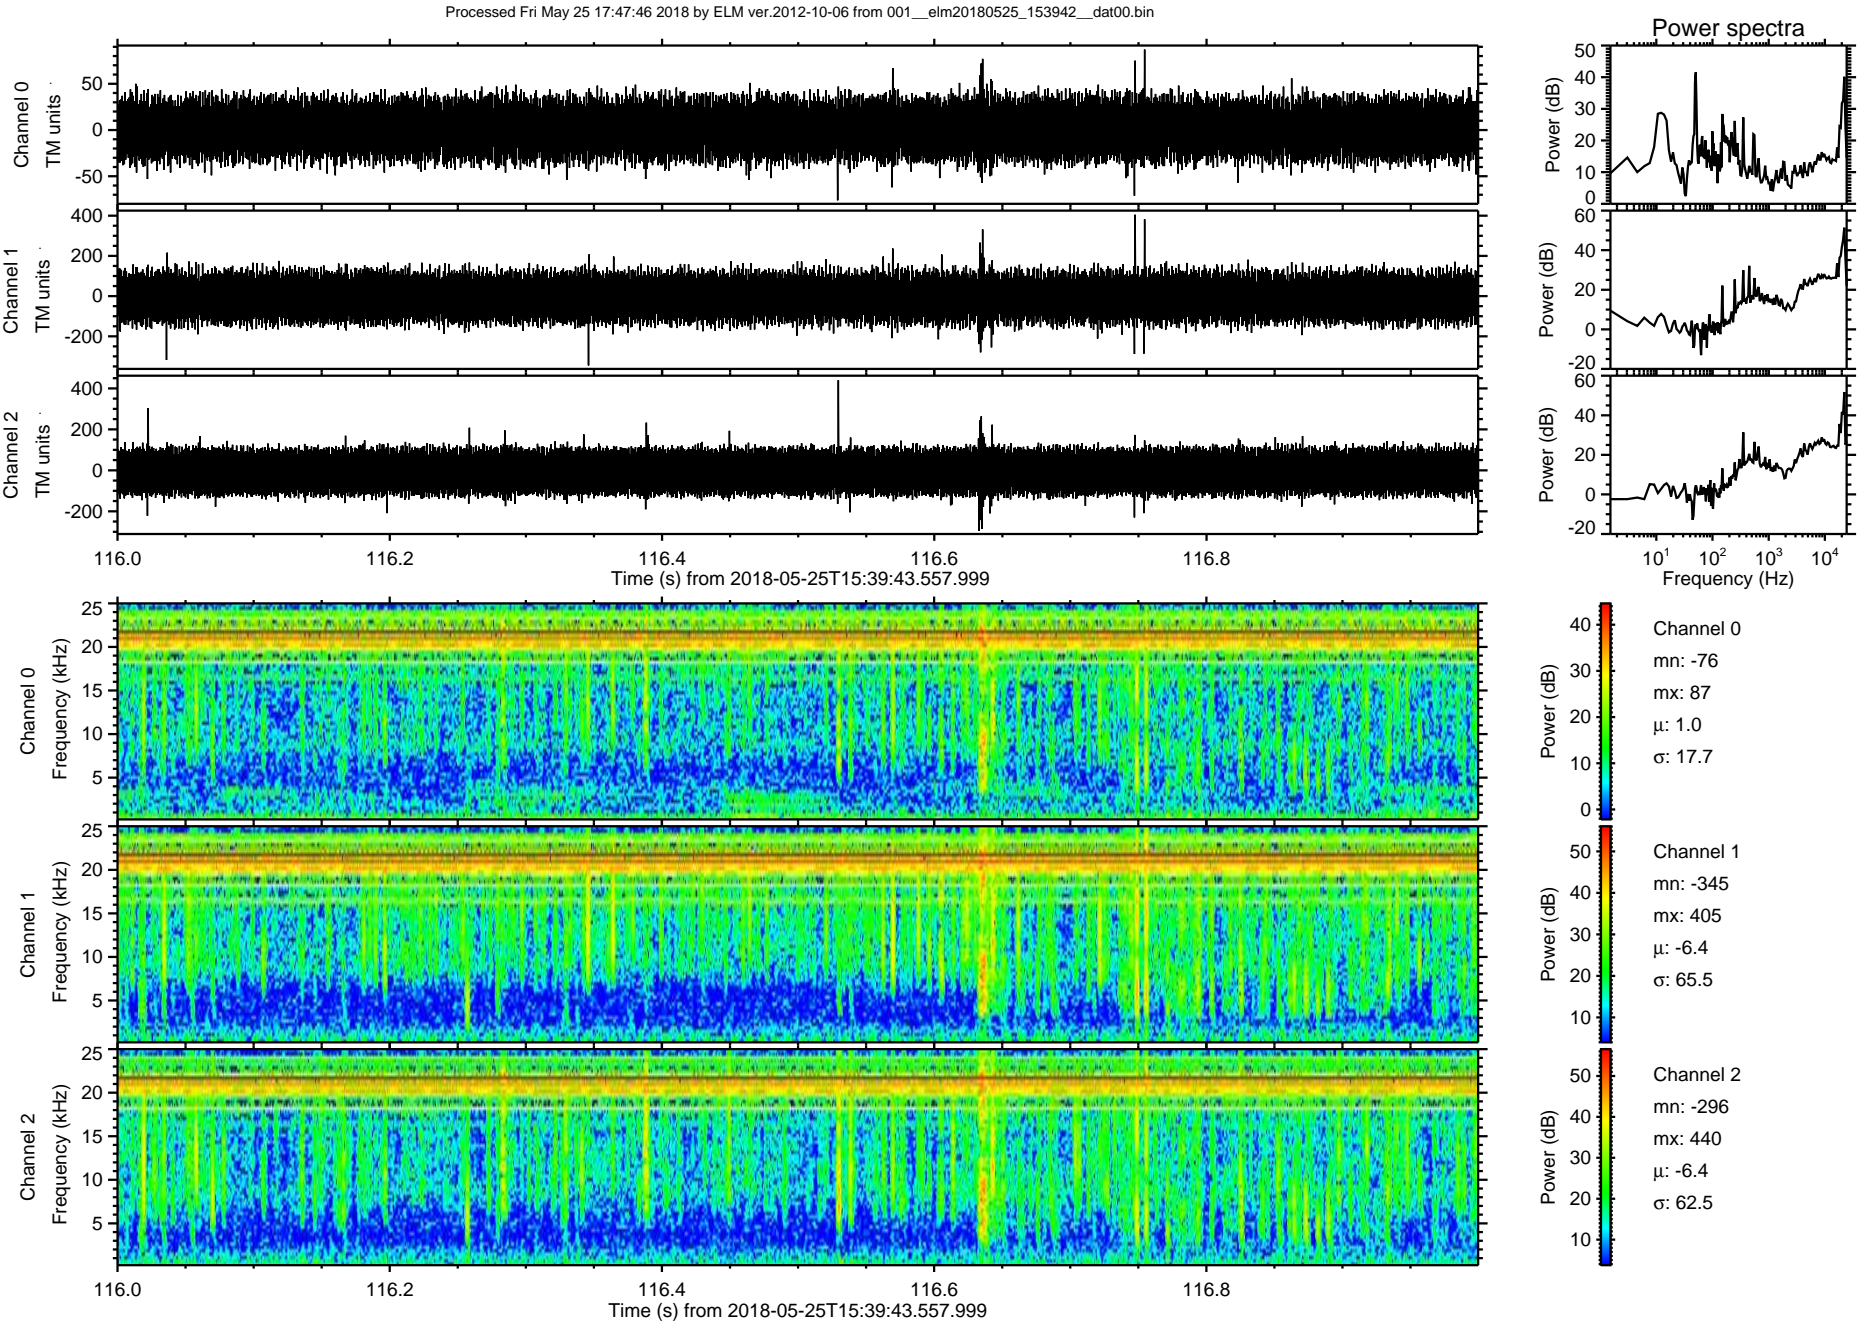 Processed Fri May 25 17:47:46 2018 by ELM ver.2012-10-06 from 001__elm20180525_153942__dat00.bin
Power spectra
Channel 0
TM units
50
0
-50
Power (dB)
50
40
30
20
10
0
Channel 1
TM units
400
200
0
-200
Power (dB)
60
40
20
0
-20
Channel 2
TM units
400
200
0
-200
Power (dB)
60
40
20
0
-20
116.0 116.2 116.4 116.6 116.8
Time (s) from 2018-05-25T15:39:43.557.999
10¹ 10² 10³ 10⁴
Frequency (Hz)
Channel 0
Frequency (kHz)
25
20
15
10
5
Power (dB)
40
30
20
10
0
Channel 0
mn: -76
mx: 87
μ: 1.0
σ: 17.7
Channel 1
Frequency (kHz)
25
20
15
10
5
Power (dB)
50
40
30
20
10
Channel 1
mn: -345
mx: 405
μ: -6.4
σ: 65.5
Channel 2
Frequency (kHz)
25
20
15
10
5
Power (dB)
50
40
30
20
10
Channel 2
mn: -296
mx: 440
μ: -6.4
σ: 62.5
116.0 116.2 116.4 116.6 116.8
Time (s) from 2018-05-25T15:39:43.557.999